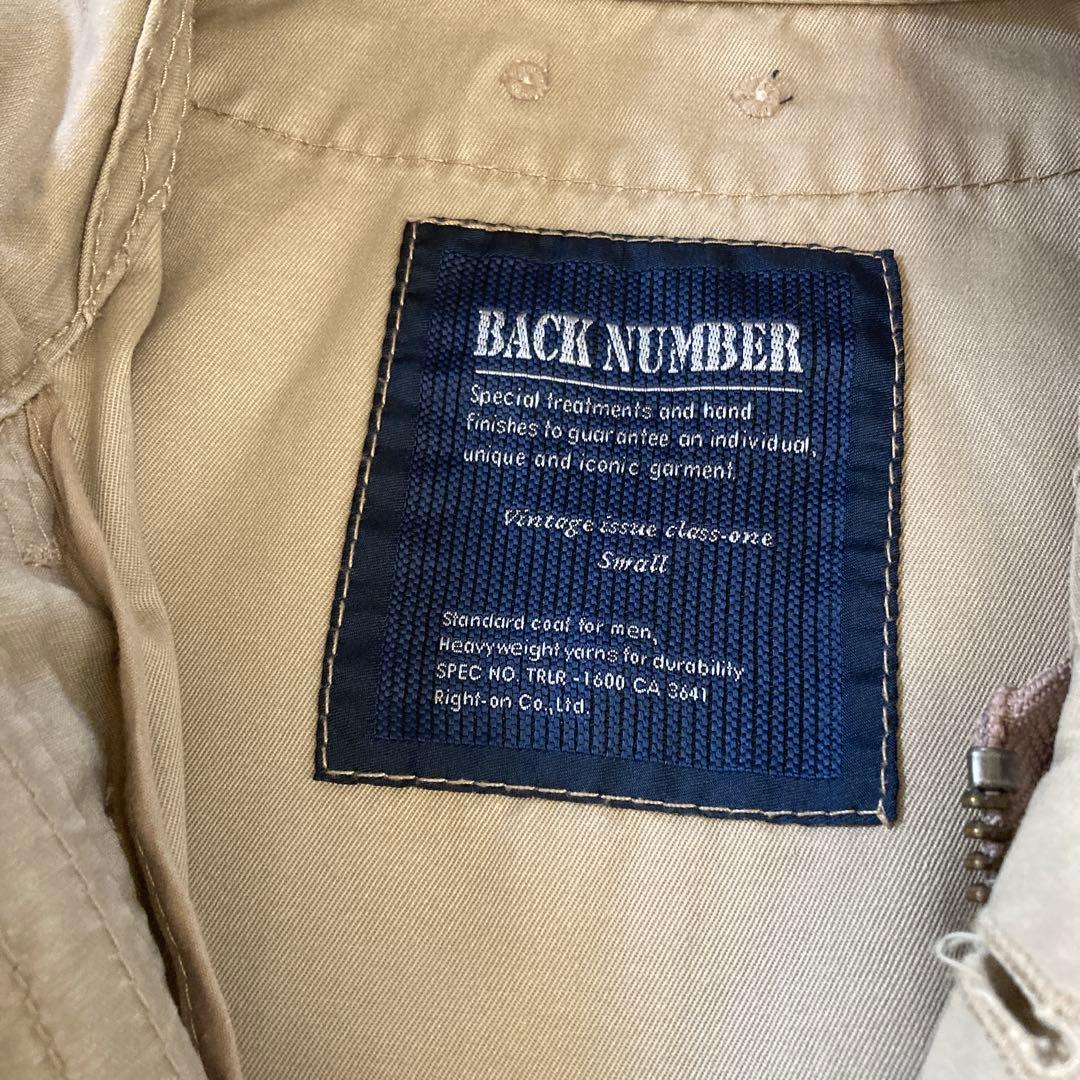 BACK NUMBER
Special treatments and hand
finishes to guarantee an individual,
unique and iconic garment.
Vintage issue class-one
Small
Standard coat for men,
Heavyweight yarns for durability
SPEC NO. TRLR -1600 CA 3641
Right-on Co.,Ltd.